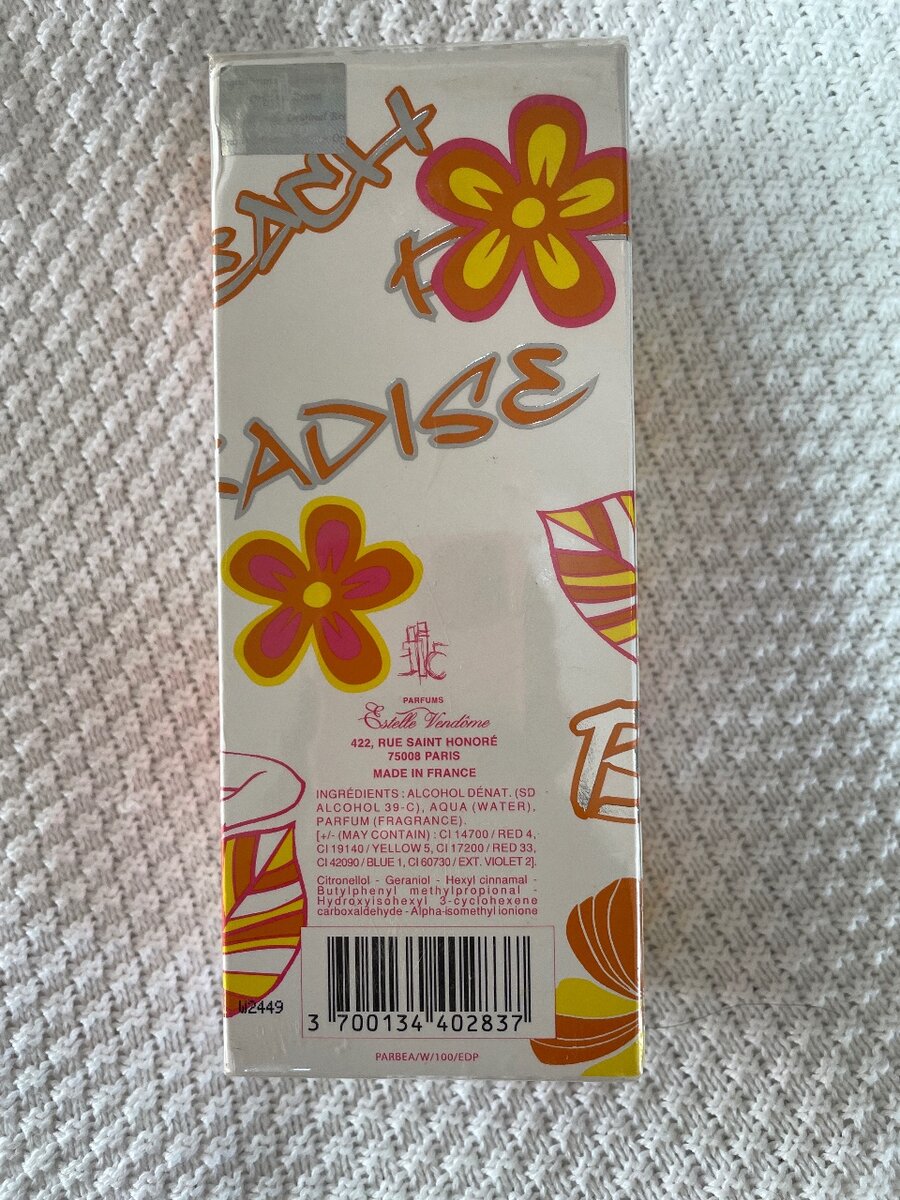 EACH
ADISE
PARFUMS
Estelle Vendôme
422, RUE SAINT HONORÉ
75008 PARIS
MADE IN FRANCE
INGRÉDIENTS : ALCOHOL DÉNAT. (SD
ALCOHOL 39-C), AQUA (WATER),
PARFUM (FRAGRANCE).
[+/- (MAY CONTAIN) : CI 14700 / RED 4,
CI 19140 / YELLOW 5, CI 17200 / RED 33,
CI 42090 / BLUE 1, CI 60730 / EXT. VIOLET 2].
Citronellol - Geraniol - Hexyl cinnamal -
Butylphenyl methylpropional -
Hydroxyisohexyl 3-cyclohexene
carboxaldehyde - Alpha-isomethyl ionione
W2449
3 700134 402837
PARBEA/W/100/EDP